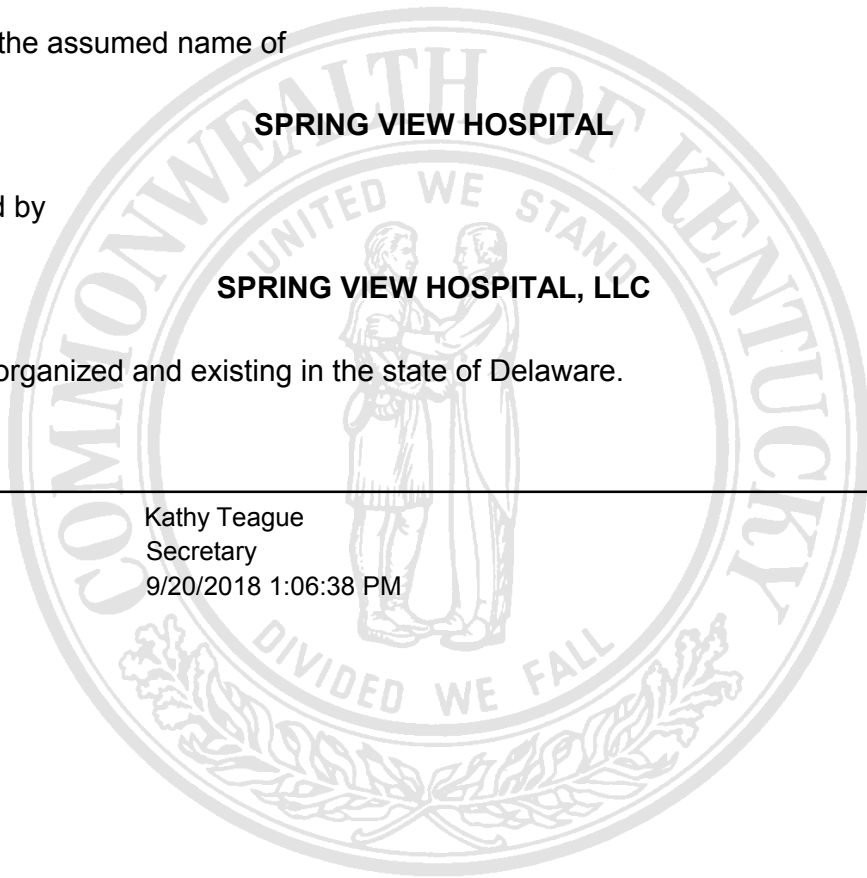 the assumed name of
SPRING VIEW HOSPITAL
d by
SPRING VIEW HOSPITAL, LLC
organized and existing in the state of Delaware.
Kathy Teague
Secretary
9/20/2018 1:06:38 PM
COMMONWEALTH OF KENTUCKY
UNITED WE STAND
DIVIDED WE FALL